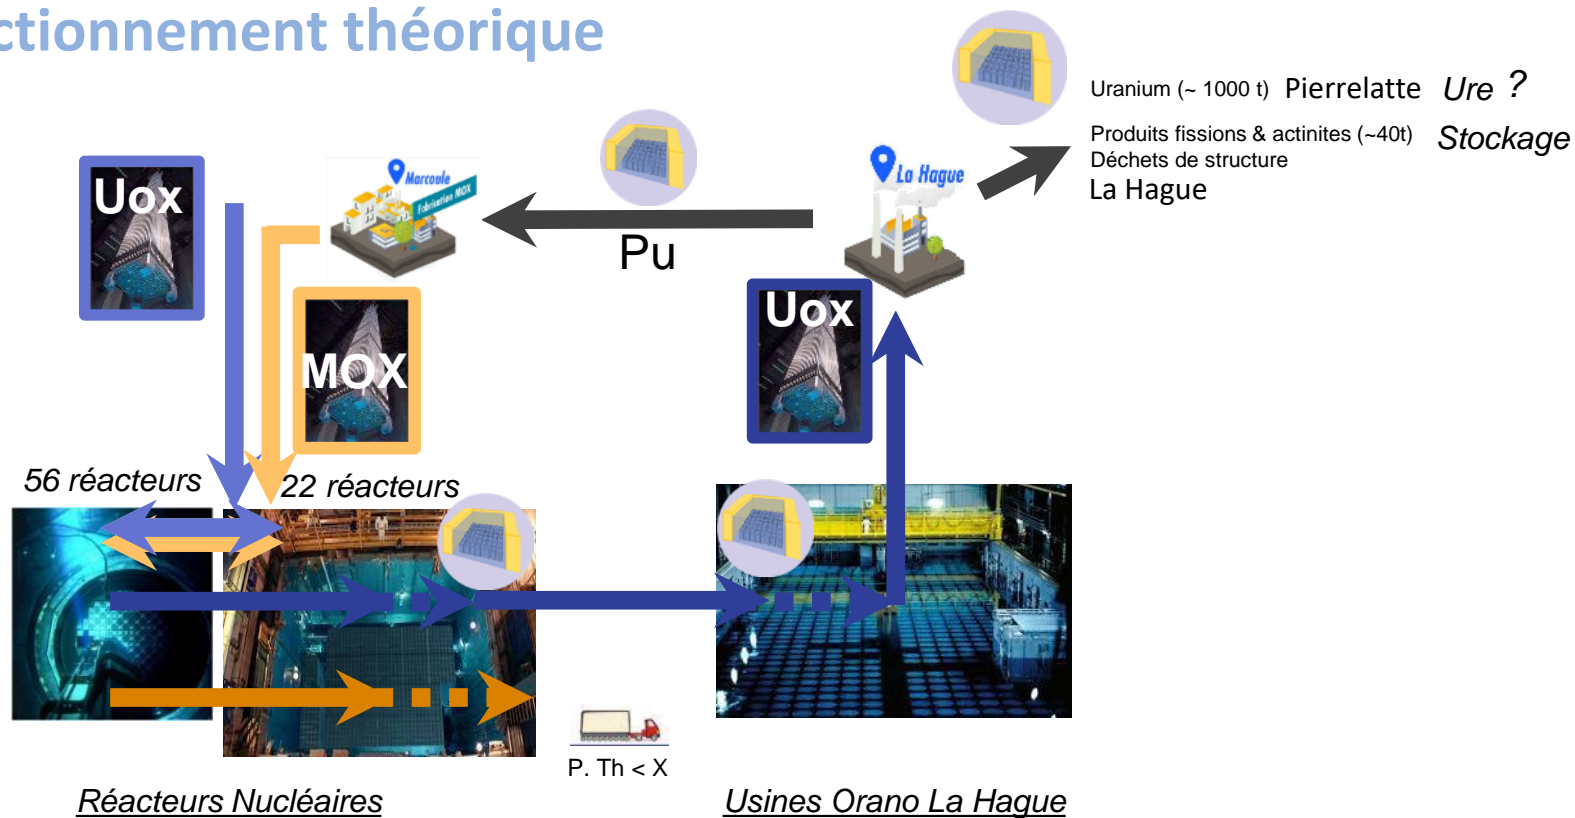 ctionnement théorique
Uranium (~ 1000 t) Pierrelatte Ure ?
Produits fissions & actinites (~40t) Stockage
Déchets de structure
La Hague
Uox
Marcoule
Fabrication MOX
La Hague
Pu
MOX
Uox
56 réacteurs
22 réacteurs
P. Th < X
Réacteurs Nucléaires
Usines Orano La Hague